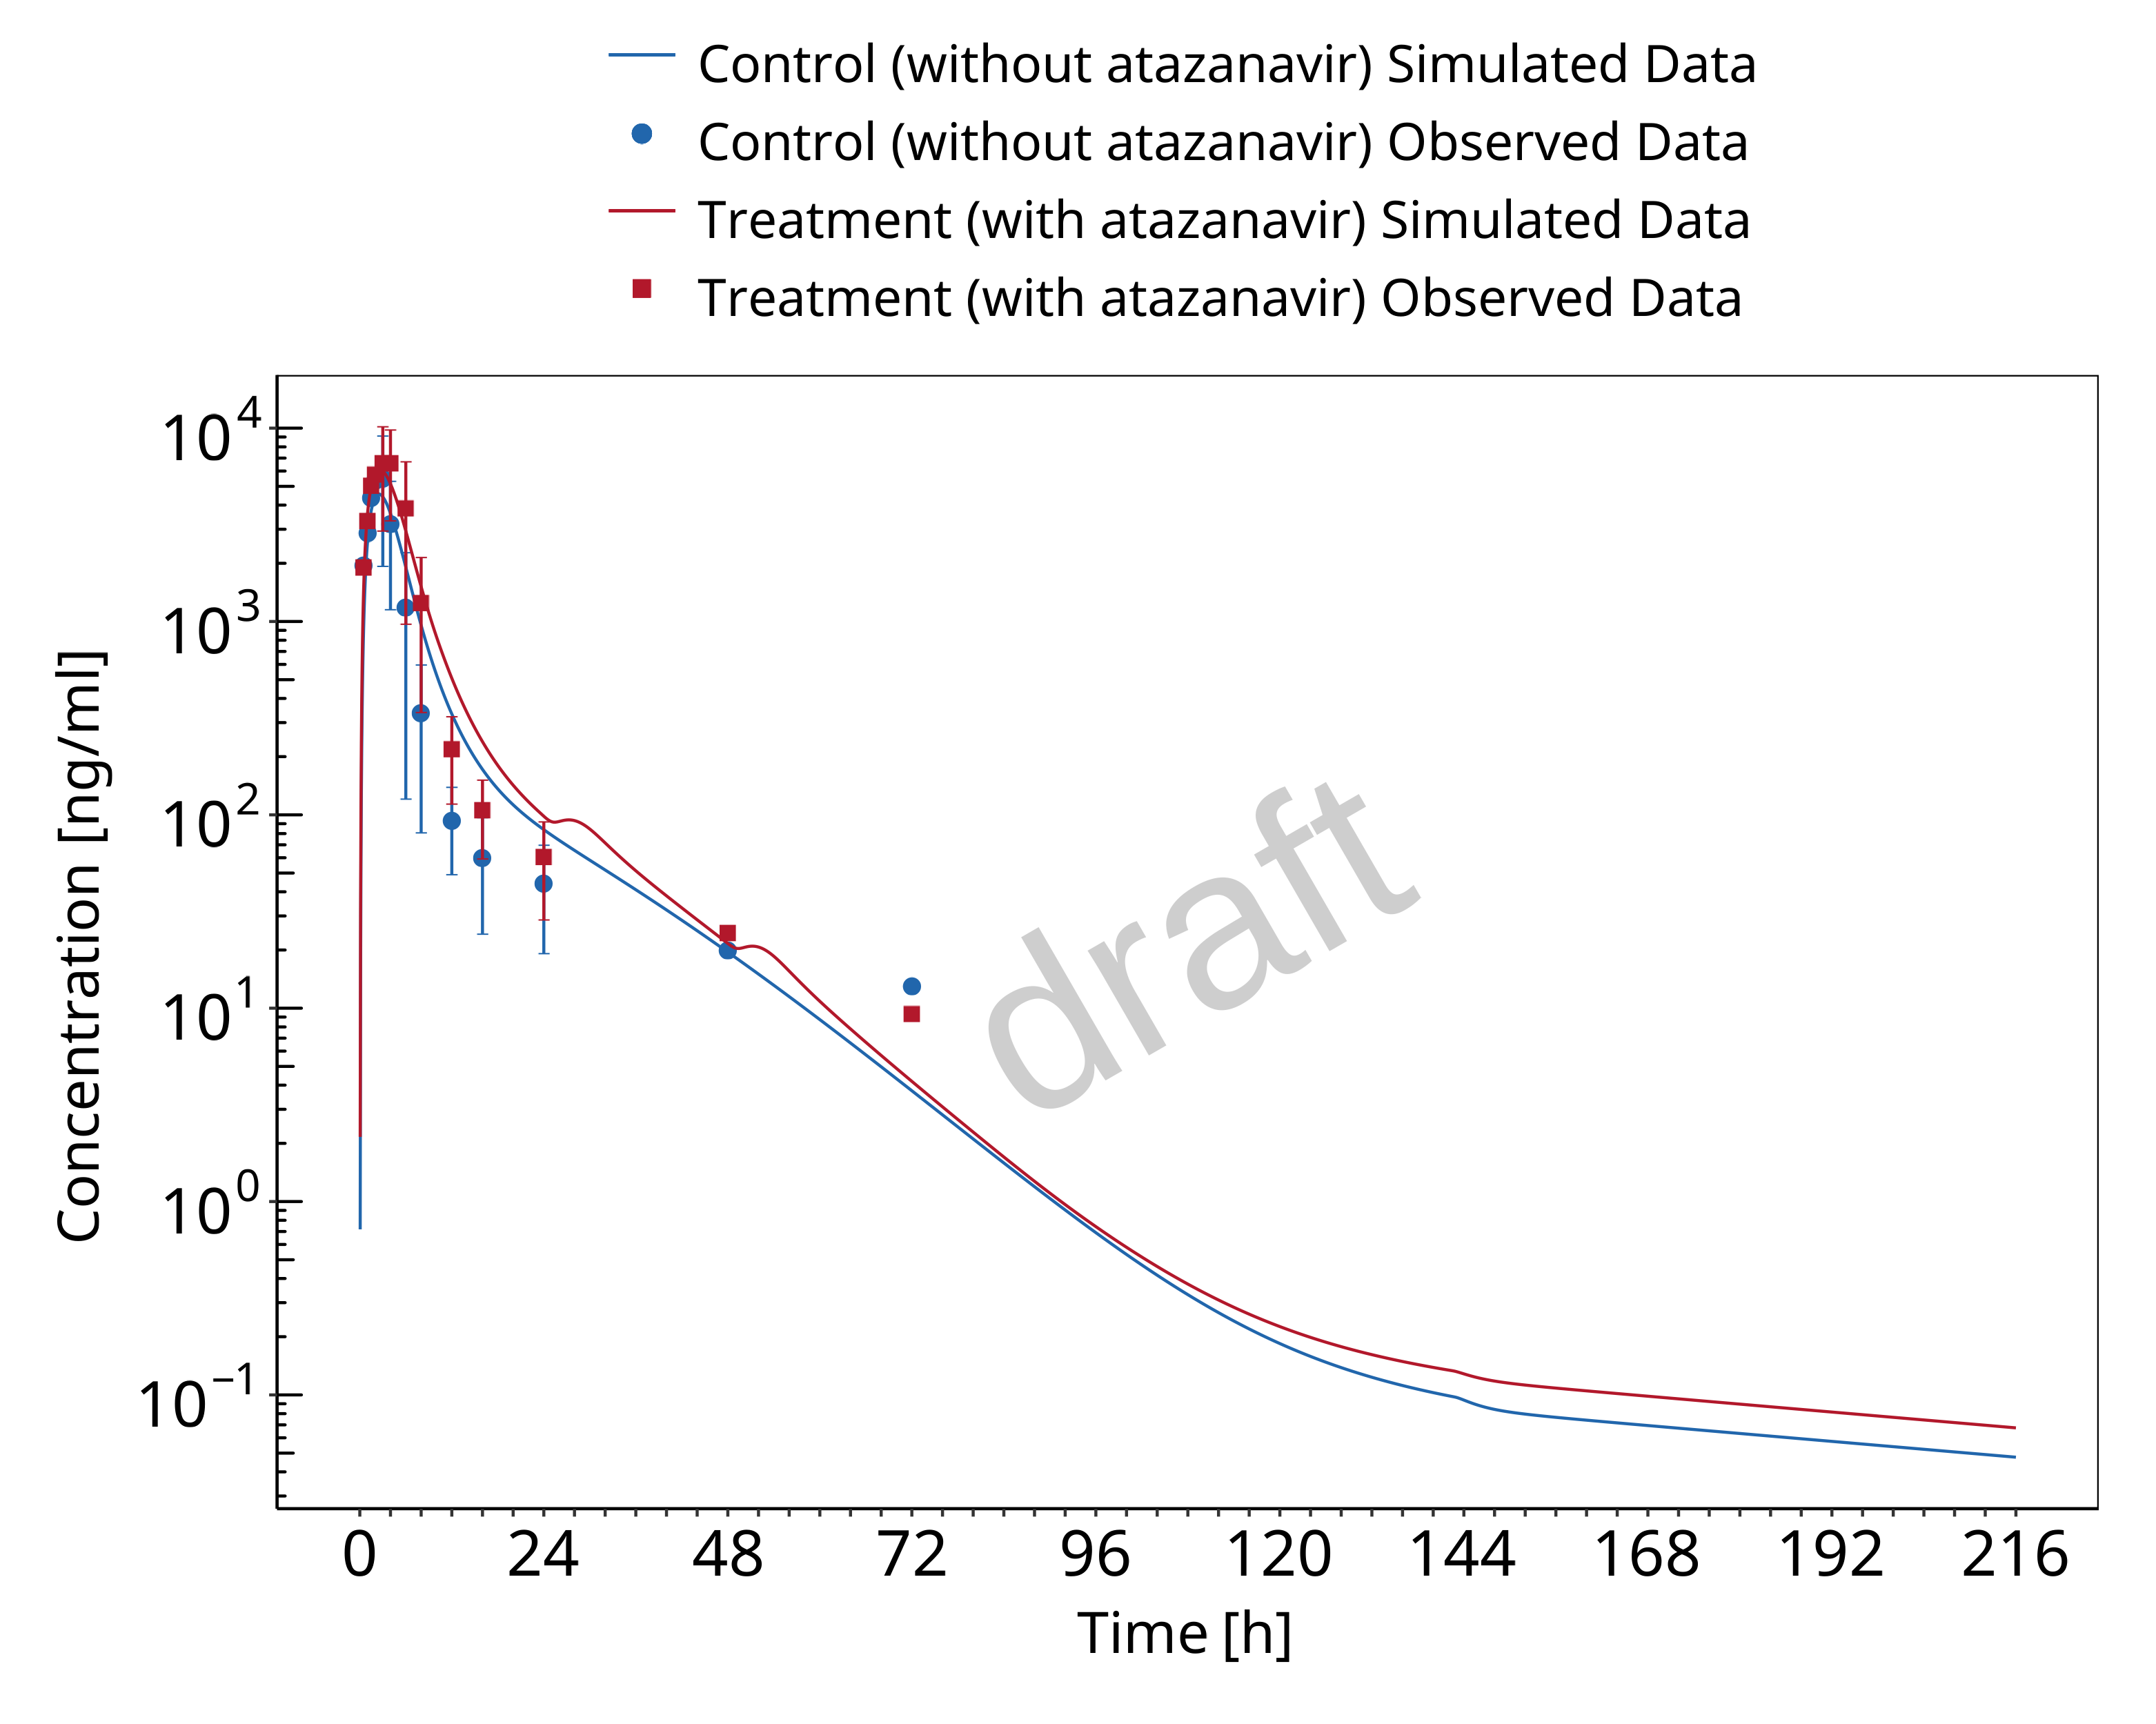 Control (without atazanavir) Simulated Data
Control (without atazanavir) Observed Data
Treatment (with atazanavir) Simulated Data
Treatment (with atazanavir) Observed Data
10^4
10^3
10^2
10^1
10^0
10^−1
Concentration [ng/ml]
draft
0 24 48 72 96 120 144 168 192 216
Time [h]